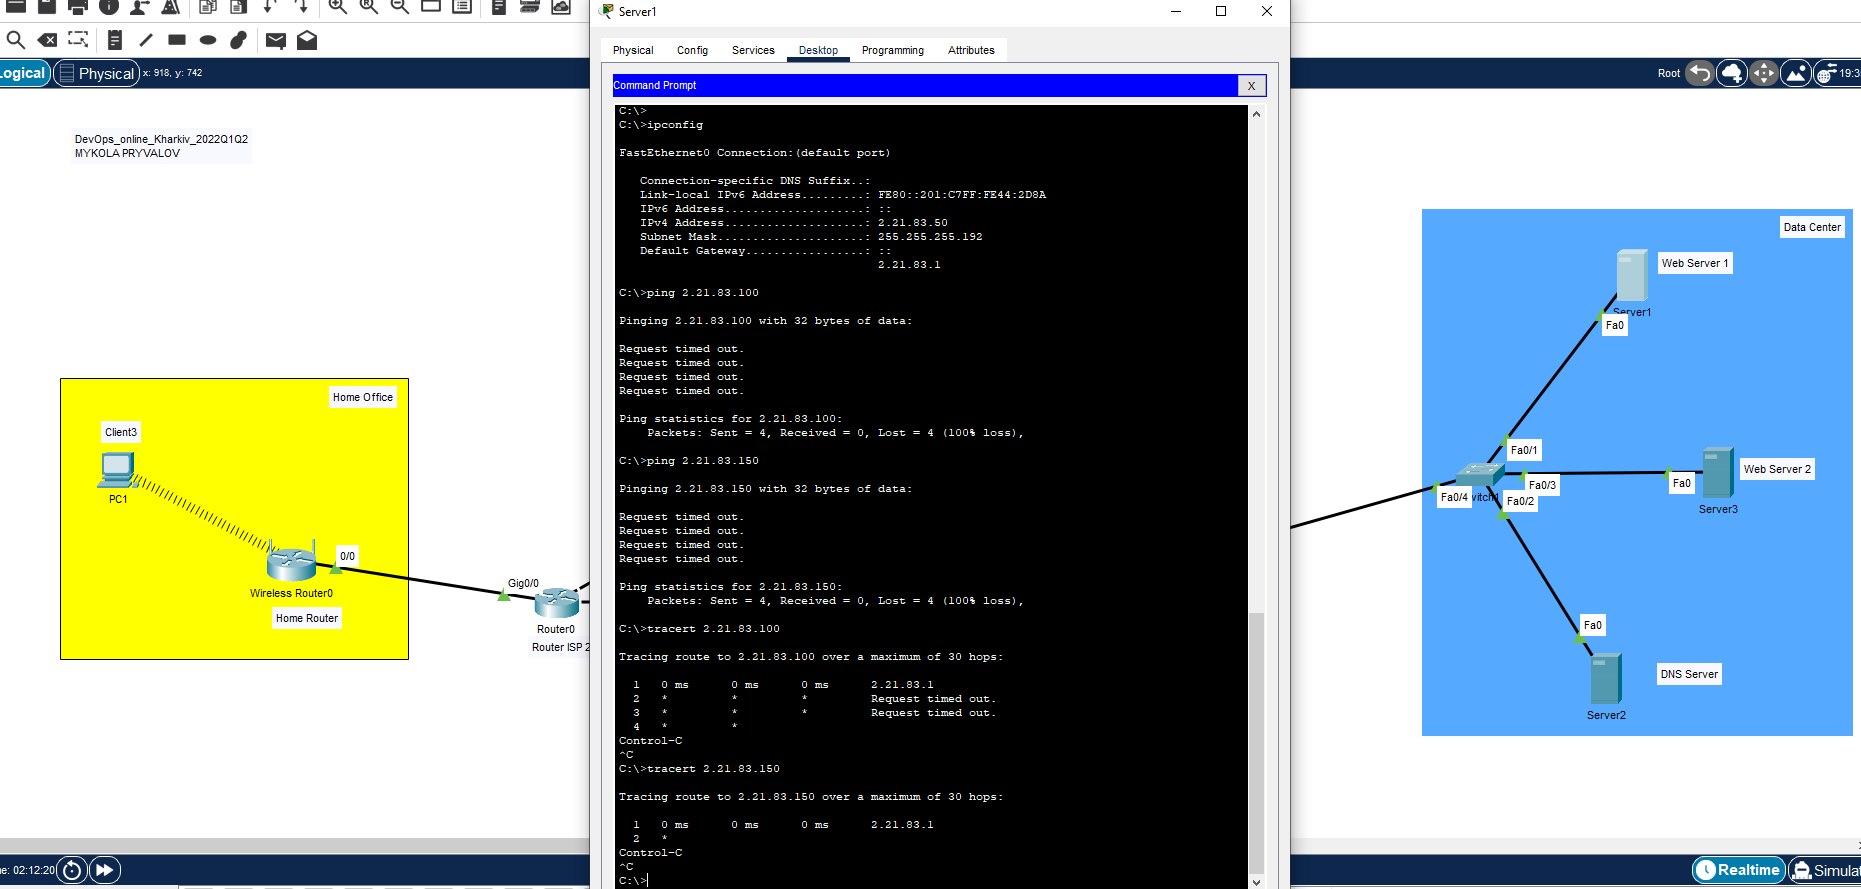 Server1
Physical Config Services Desktop Programming Attributes
Logical Physical x: 918, y: 742
Root
Command Prompt X
DevOps_online_Kharkiv_2022Q1Q2
MYKOLA PRYVALOV
C:\>
C:\>ipconfig
FastEthernet0 Connection:(default port)
Connection-specific DNS Suffix..:
Link-local IPv6 Address.........: FE80::201:C7FF:FE44:2D8A
IPv6 Address....................: ::
IPv4 Address....................: 2.21.83.50
Subnet Mask.....................: 255.255.255.192
Default Gateway.................: ::
2.21.83.1
C:\>ping 2.21.83.100
Pinging 2.21.83.100 with 32 bytes of data:
Request timed out.
Request timed out.
Request timed out.
Request timed out.
Ping statistics for 2.21.83.100:
Packets: Sent = 4, Received = 0, Lost = 4 (100% loss),
C:\>ping 2.21.83.150
Pinging 2.21.83.150 with 32 bytes of data:
Request timed out.
Request timed out.
Request timed out.
Request timed out.
Ping statistics for 2.21.83.150:
Packets: Sent = 4, Received = 0, Lost = 4 (100% loss),
C:\>tracert 2.21.83.100
Tracing route to 2.21.83.100 over a maximum of 30 hops:
1 0 ms 0 ms 0 ms 2.21.83.1
2 * * * Request timed out.
3 * * * Request timed out.
4 * *
Control-C
^C
C:\>tracert 2.21.83.150
Tracing route to 2.21.83.150 over a maximum of 30 hops:
1 0 ms 0 ms 0 ms 2.21.83.1
2 *
Control-C
^C
C:\>
Home Office
Client3
PC1
0/0
Wireless Router0
Home Router
Gig0/0
Router0
Router ISP 2
Data Center
Web Server 1
Server1
Fa0
Fa0/1
Web Server 2
Fa0/4
Fa0/3
Fa0
Fa0/2
Server3
Fa0
DNS Server
Server2
02:12:20
Realtime